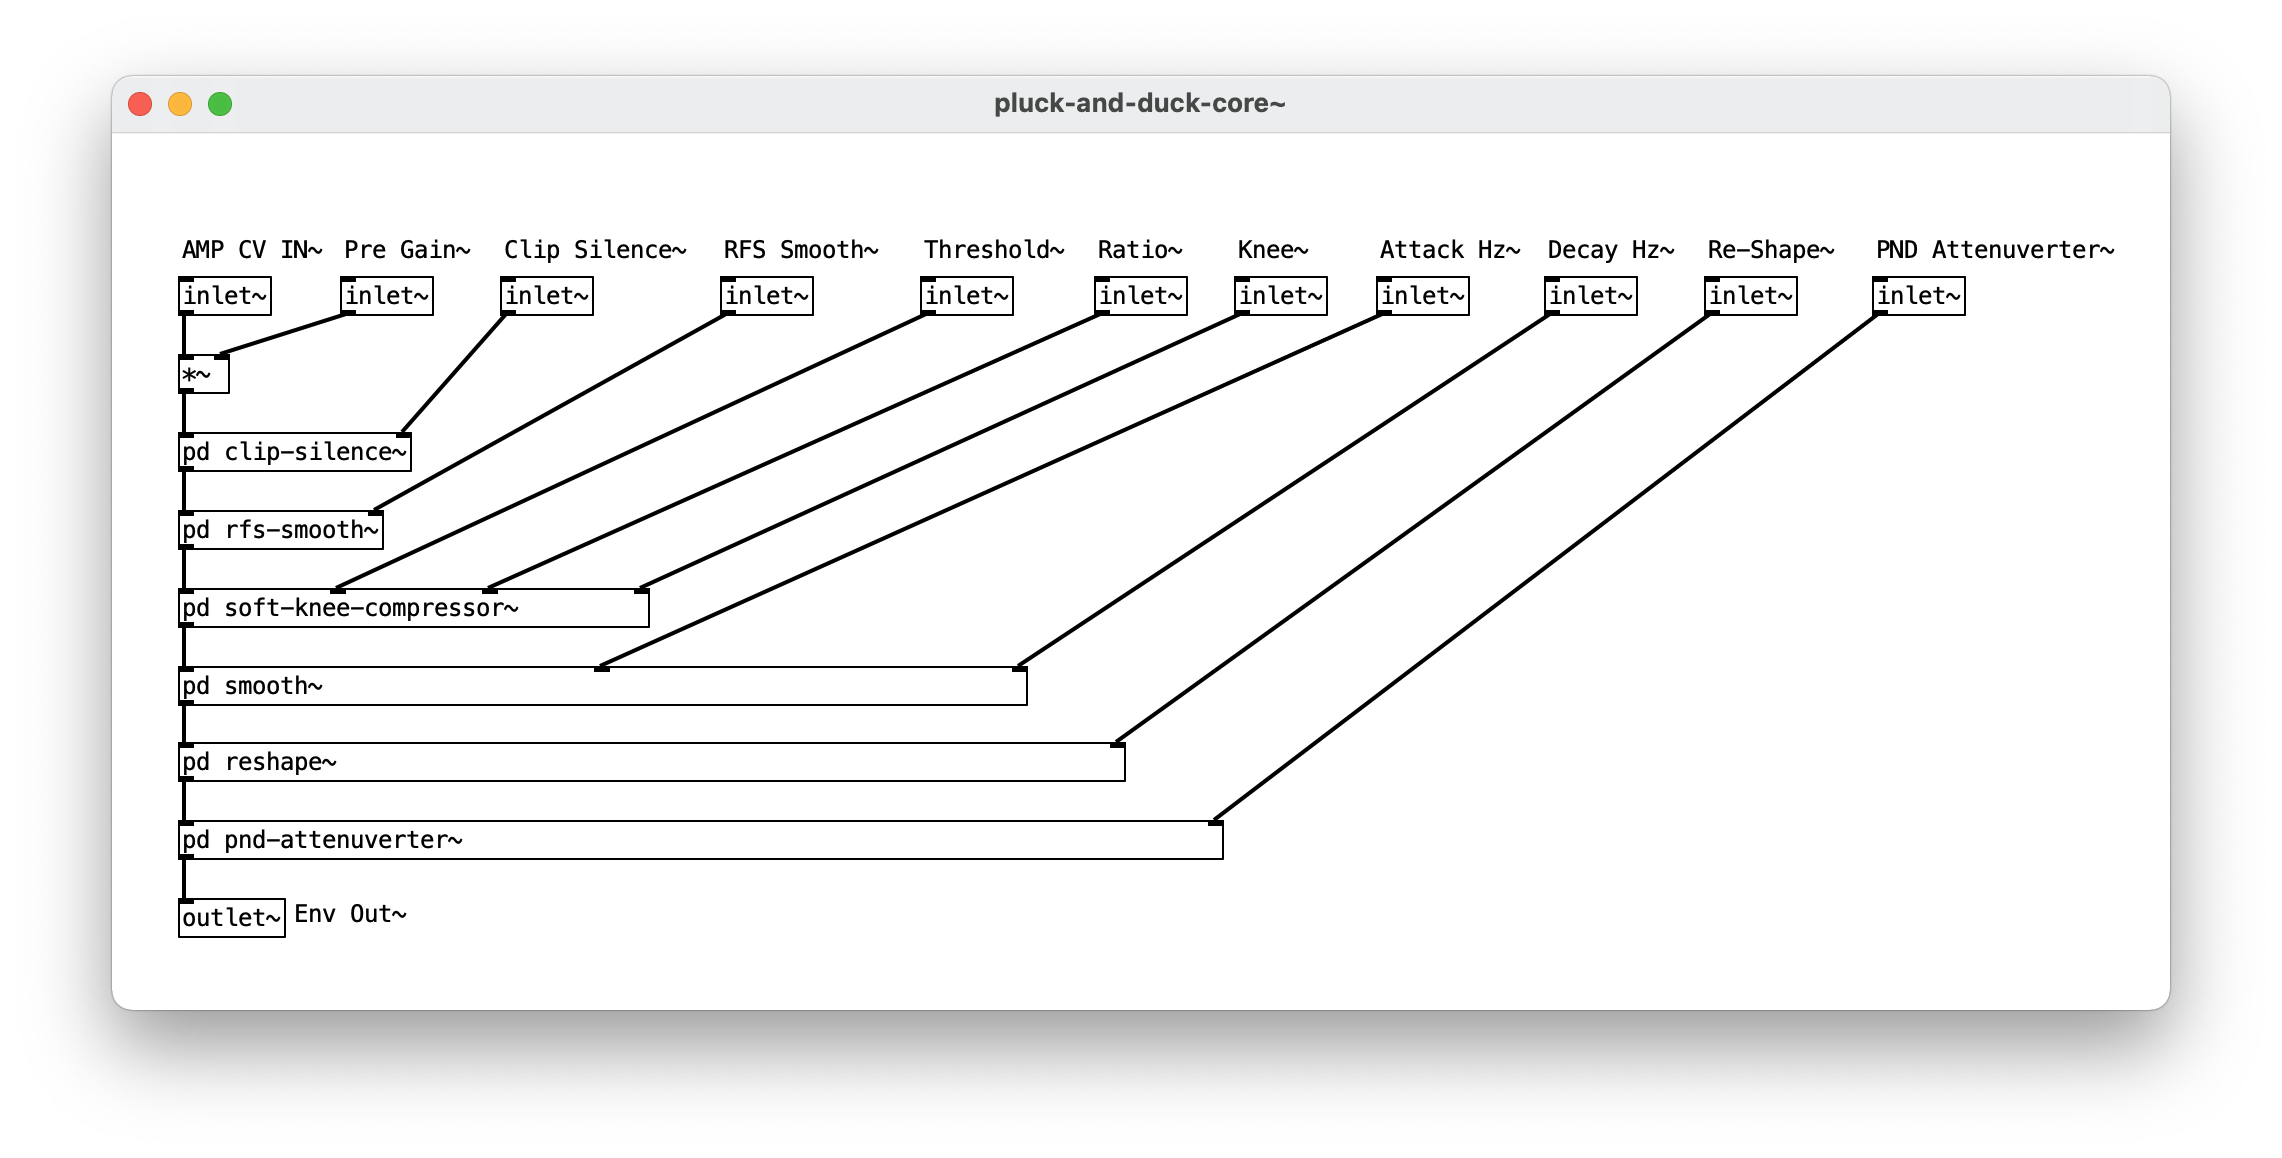 pluck-and-duck-core~
AMP CV IN~ Pre Gain~ Clip Silence~ RFS Smooth~ Threshold~ Ratio~ Knee~ Attack Hz~ Decay Hz~ Re-Shape~ PND Attenuverter~
inlet~ inlet~ inlet~ inlet~ inlet~ inlet~ inlet~ inlet~ inlet~ inlet~ inlet~
*~
pd clip-silence~
pd rfs-smooth~
pd soft-knee-compressor~
pd smooth~
pd reshape~
pd pnd-attenuverter~
outlet~ Env Out~